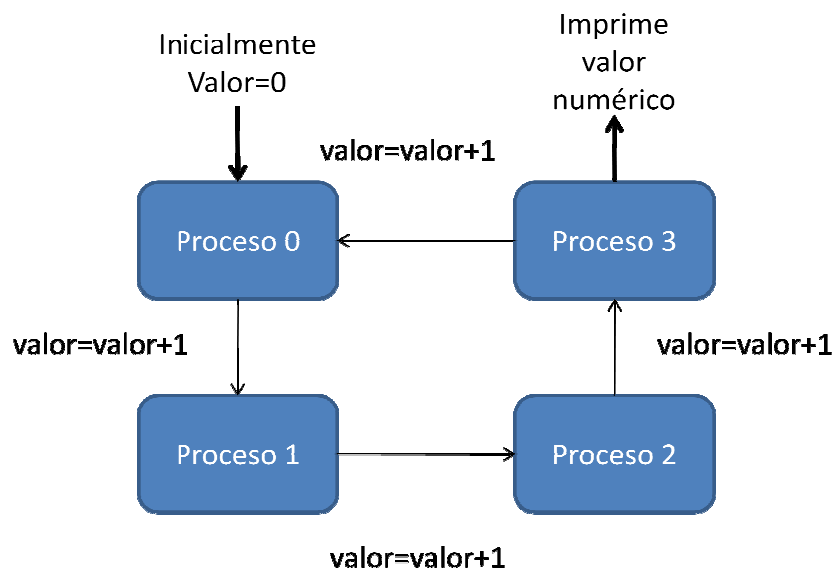 Inicialmente
Valor=0
Imprime
valor
numérico
valor=valor+1
Proceso 0
Proceso 3
valor=valor+1
valor=valor+1
Proceso 1
Proceso 2
valor=valor+1